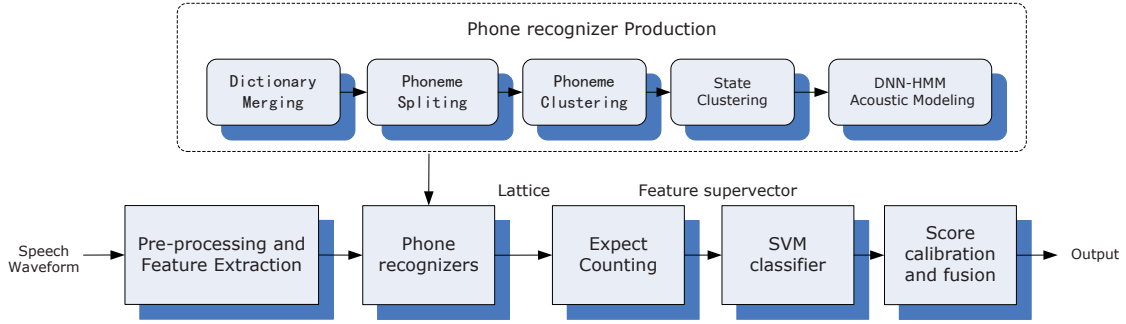 Phone recognizer Production
Dictionary
Merging
Phoneme
Spliting
Phoneme
Clustering
State
Clustering
DNN-HMM
Acoustic Modeling
Lattice
Feature supervector
Speech
Waveform
Pre-processing and
Feature Extraction
Phone
recognizers
Expect
Counting
SVM
classifier
Score
calibration
and fusion
Output